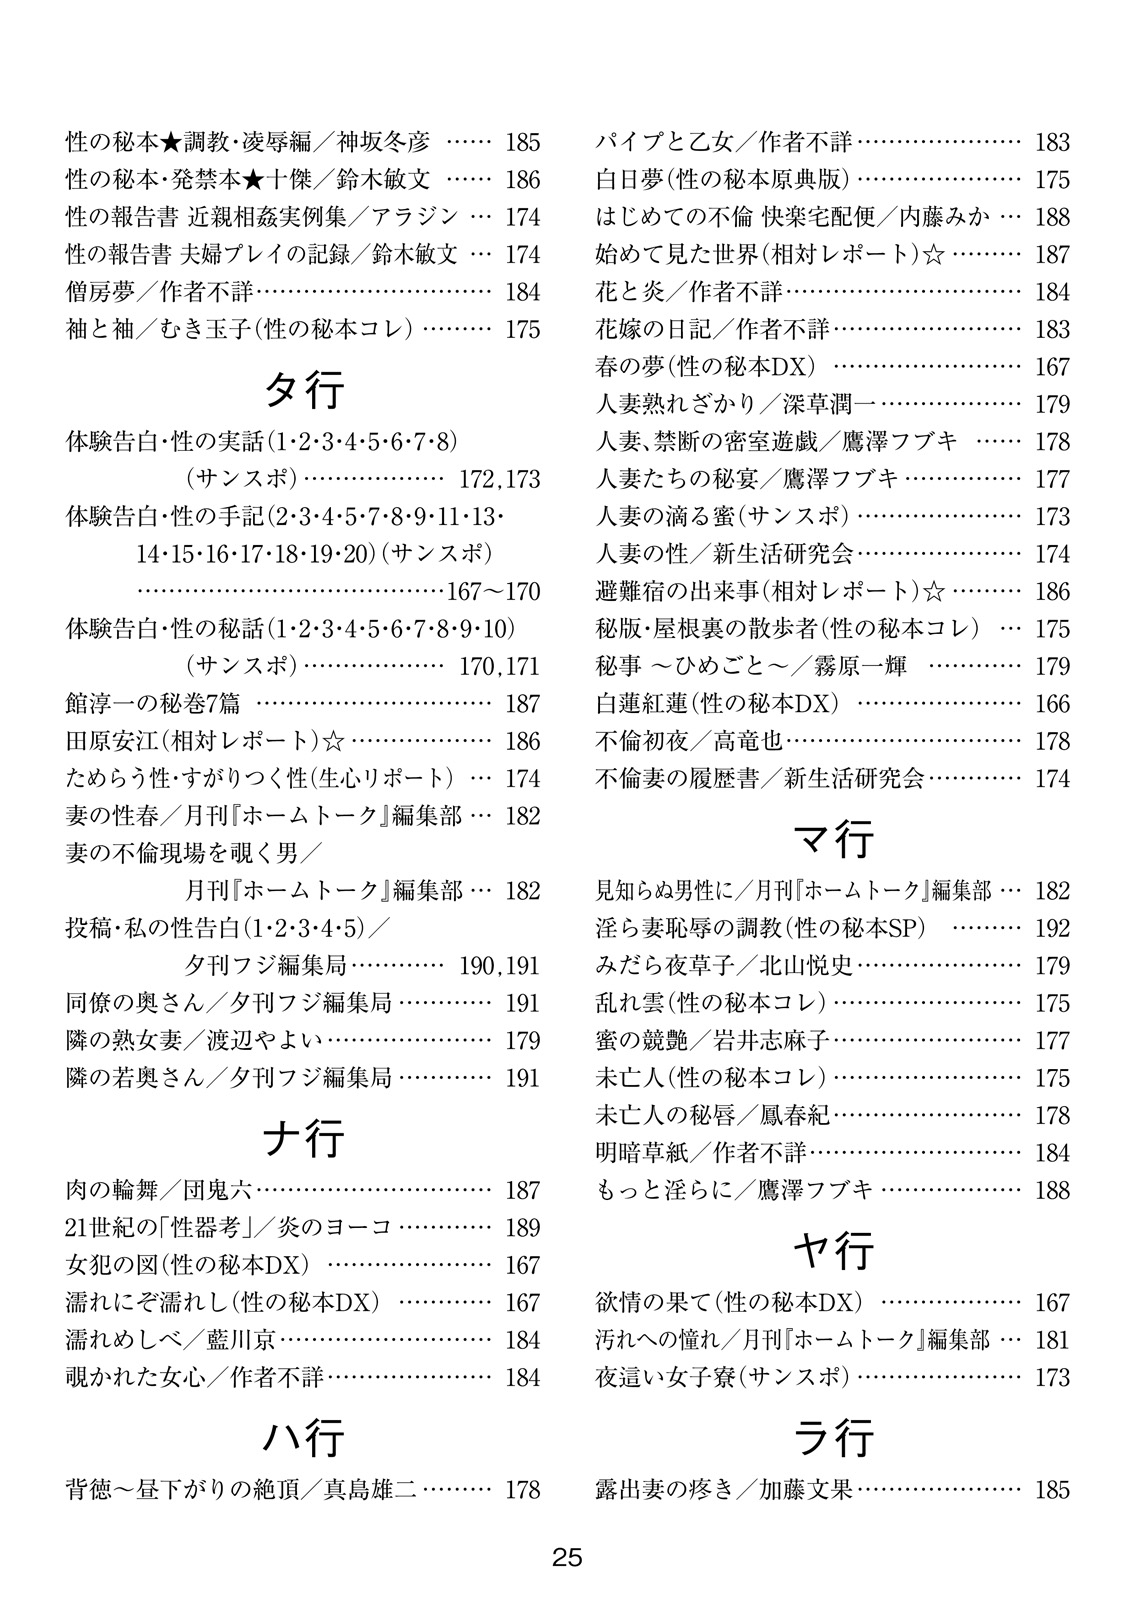 性の秘本★調教・凌辱編／神坂冬彦 …… 185
性の秘本・発禁本★十傑／鈴木敏文 …… 186
性の報告書 近親相姦実例集／アラジン … 174
性の報告書 夫婦プレイの記録／鈴木敏文 … 174
僧房夢／作者不詳………………………… 184
袖と袖／むき玉子（性の秘本コレ）……… 175
タ行
体験告白・性の実話（1・2・3・4・5・6・7・8）
（サンスポ）……………… 172,173
体験告白・性の手記（2・3・4・5・7・8・9・11・13・
14・15・16・17・18・19・20）（サンスポ）
…………………………………167～170
体験告白・性の秘話（1・2・3・4・5・6・7・8・9・10）
（サンスポ）……………… 170,171
館淳一の秘巻7篇 ………………………… 187
田原安江（相対レポート）☆……………… 186
ためらう性・すがりつく性（生心リポート） … 174
妻の性春／月刊『ホームトーク』編集部 … 182
妻の不倫現場を覗く男／
月刊『ホームトーク』編集部 … 182
投稿・私の性告白（1・2・3・4・5）／
夕刊フジ編集局………… 190,191
同僚の奥さん／夕刊フジ編集局………… 191
隣の熟女妻／渡辺やよい………………… 179
隣の若奥さん／夕刊フジ編集局………… 191
ナ行
肉の輪舞／団鬼六………………………… 187
21世紀の「性器考」／炎のヨーコ………… 189
女犯の図（性の秘本DX） ………………… 167
濡れにぞ濡れし（性の秘本DX） ………… 167
濡れめしべ／藍川京……………………… 184
覗かれた女心／作者不詳………………… 184
ハ行
背徳～昼下がりの絶頂／真島雄二……… 178
パイプと乙女／作者不詳………………… 183
白日夢（性の秘本原典版）………………… 175
はじめての不倫 快楽宅配便／内藤みか … 188
始めて見た世界（相対レポート）☆……… 187
花と炎／作者不詳………………………… 184
花嫁の日記／作者不詳…………………… 183
春の夢（性の秘本DX） …………………… 167
人妻熟れざかり／深草潤一……………… 179
人妻、禁断の密室遊戯／鷹澤フブキ …… 178
人妻たちの秘宴／鷹澤フブキ…………… 177
人妻の滴る蜜（サンスポ）………………… 173
人妻の性／新生活研究会………………… 174
避難宿の出来事（相対レポート）☆……… 186
秘版・屋根裏の散歩者（性の秘本コレ） … 175
秘事 ～ひめごと～／霧原一輝 ………… 179
白蓮紅蓮（性の秘本DX） ………………… 166
不倫初夜／高竜也………………………… 178
不倫妻の履歴書／新生活研究会………… 174
マ行
見知らぬ男性に／月刊『ホームトーク』編集部 … 182
淫ら妻恥辱の調教（性の秘本SP） ……… 192
みだら夜草子／北山悦史………………… 179
乱れ雲（性の秘本コレ）…………………… 175
蜜の競艶／岩井志麻子…………………… 177
未亡人（性の秘本コレ）…………………… 175
未亡人の秘唇／鳳春紀…………………… 178
明暗草紙／作者不詳……………………… 184
もっと淫らに／鷹澤フブキ……………… 188
ヤ行
欲情の果て（性の秘本DX） ……………… 167
汚れへの憧れ／月刊『ホームトーク』編集部 … 181
夜這い女子寮（サンスポ）………………… 173
ラ行
露出妻の疼き／加藤文果………………… 185
25